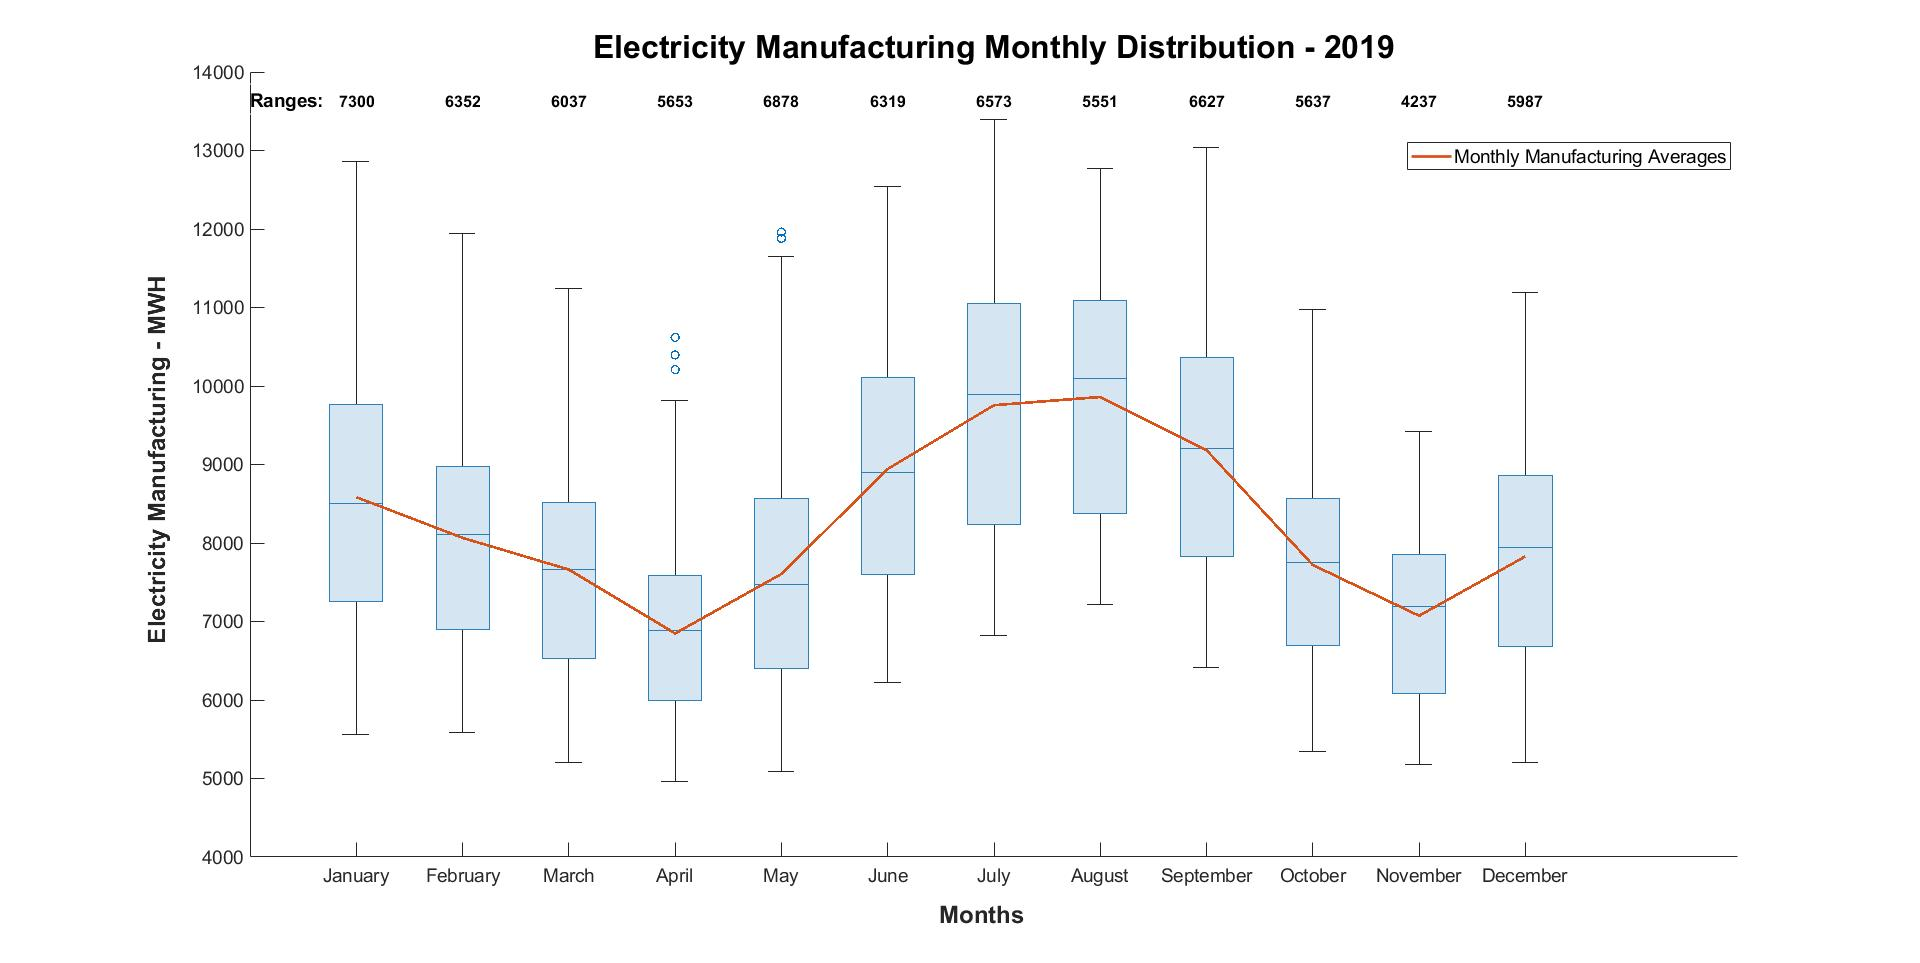 Electricity Manufacturing Monthly Distribution - 2019
14000
Ranges: 7300 6352 6037 5653 6878 6319 6573 5551 6627 5637 4237 5987
13000
Monthly Manufacturing Averages
12000
11000
10000
9000
8000
7000
6000
5000
4000
Electricity Manufacturing - MWH
January February March April May June July August September October November December
Months